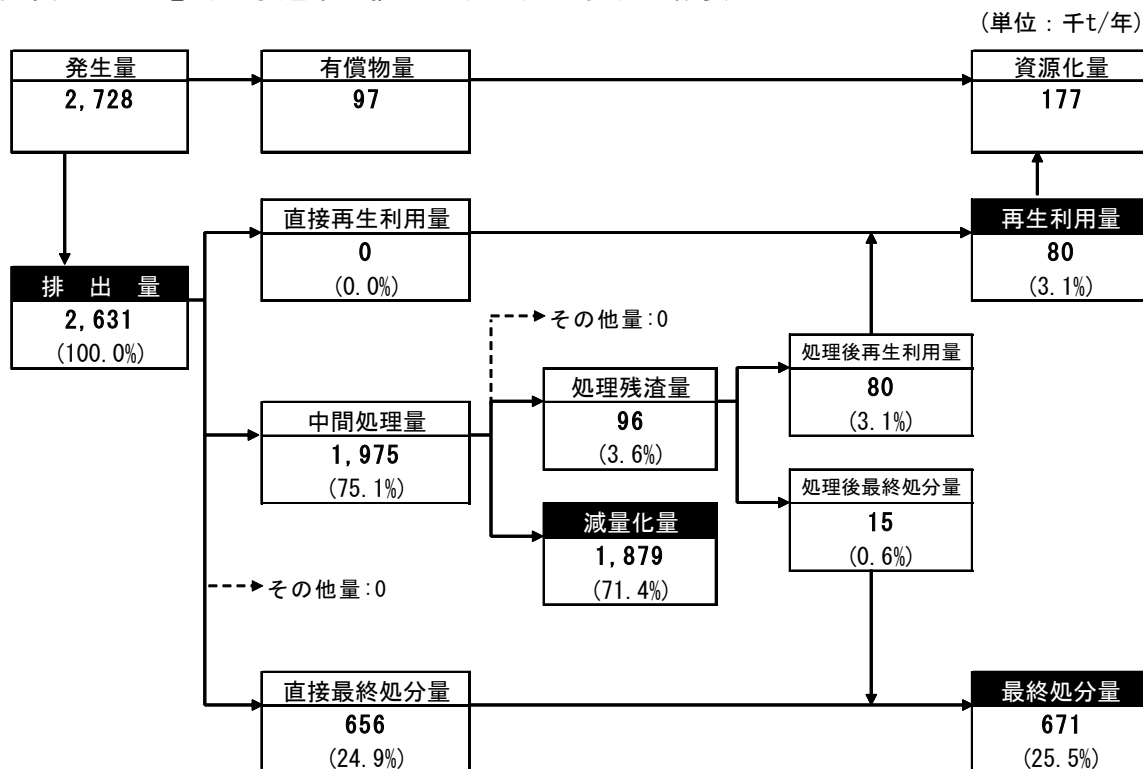 (単位：千t/年)
発生量
2,728
有償物量
97
資源化量
177
直接再生利用量
0
(0.0%)
再生利用量
80
(3.1%)
排 出 量
2,631
(100.0%)
その他量:0
処理後再生利用量
80
(3.1%)
処理残渣量
96
(3.6%)
中間処理量
1,975
(75.1%)
処理後最終処分量
15
(0.6%)
減量化量
1,879
(71.4%)
その他量:0
直接最終処分量
656
(24.9%)
最終処分量
671
(25.5%)